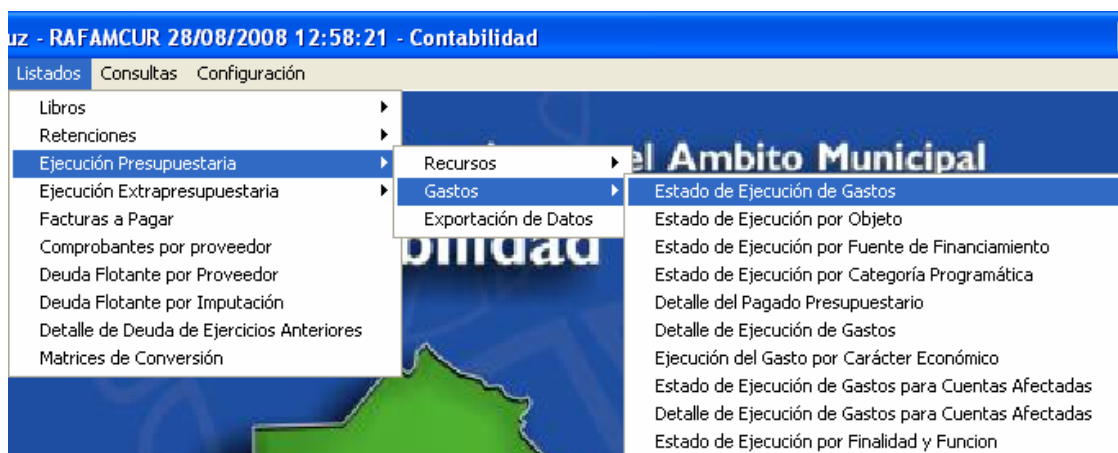 uz - RAFAMCUR 28/08/2008 12:58:21 - Contabilidad
Listados Consultas Configuración
Libros
Retenciones
Ejecución Presupuestaria
Ejecución Extrapresupuestaria
Facturas a Pagar
Comprobantes por proveedor
Deuda Flotante por Proveedor
Deuda Flotante por Imputación
Detalle de Deuda de Ejercicios Anteriores
Matrices de Conversión
Recursos
Gastos
Exportación de Datos
el Ambito Municipal
bilidad
Estado de Ejecución de Gastos
Estado de Ejecución por Objeto
Estado de Ejecución por Fuente de Financiamiento
Estado de Ejecución por Categoría Programática
Detalle del Pagado Presupuestario
Detalle de Ejecución de Gastos
Ejecución del Gasto por Carácter Económico
Estado de Ejecución de Gastos para Cuentas Afectadas
Detalle de Ejecución de Gastos para Cuentas Afectadas
Estado de Ejecución por Finalidad y Funcion